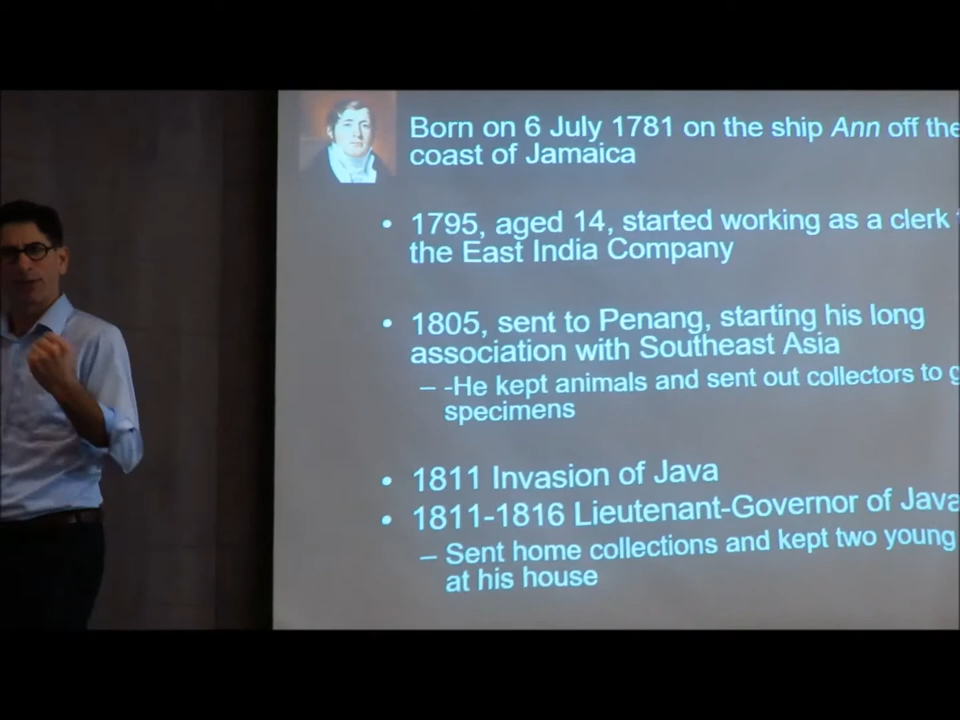 Born on 6 July 1781 on the ship Ann off the
coast of Jamaica
• 1795, aged 14, started working as a clerk
the East India Company
• 1805, sent to Penang, starting his long
association with Southeast Asia
– -He kept animals and sent out collectors to
specimens
• 1811 Invasion of Java
• 1811-1816 Lieutenant-Governor of Java
– Sent home collections and kept two young
at his house